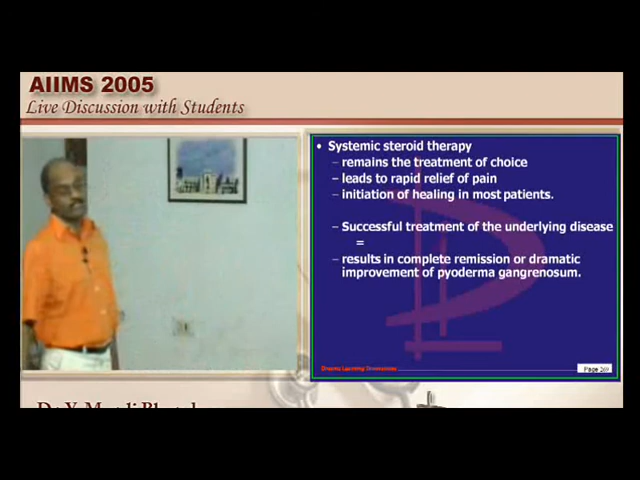 AIIMS 2005
Live Discussion with Students
• Systemic steroid therapy
– remains the treatment of choice
– leads to rapid relief of pain
– initiation of healing in most patients.
– Successful treatment of the underlying disease
=
– results in complete remission or dramatic
improvement of pyoderma gangrenosum.
Page 269